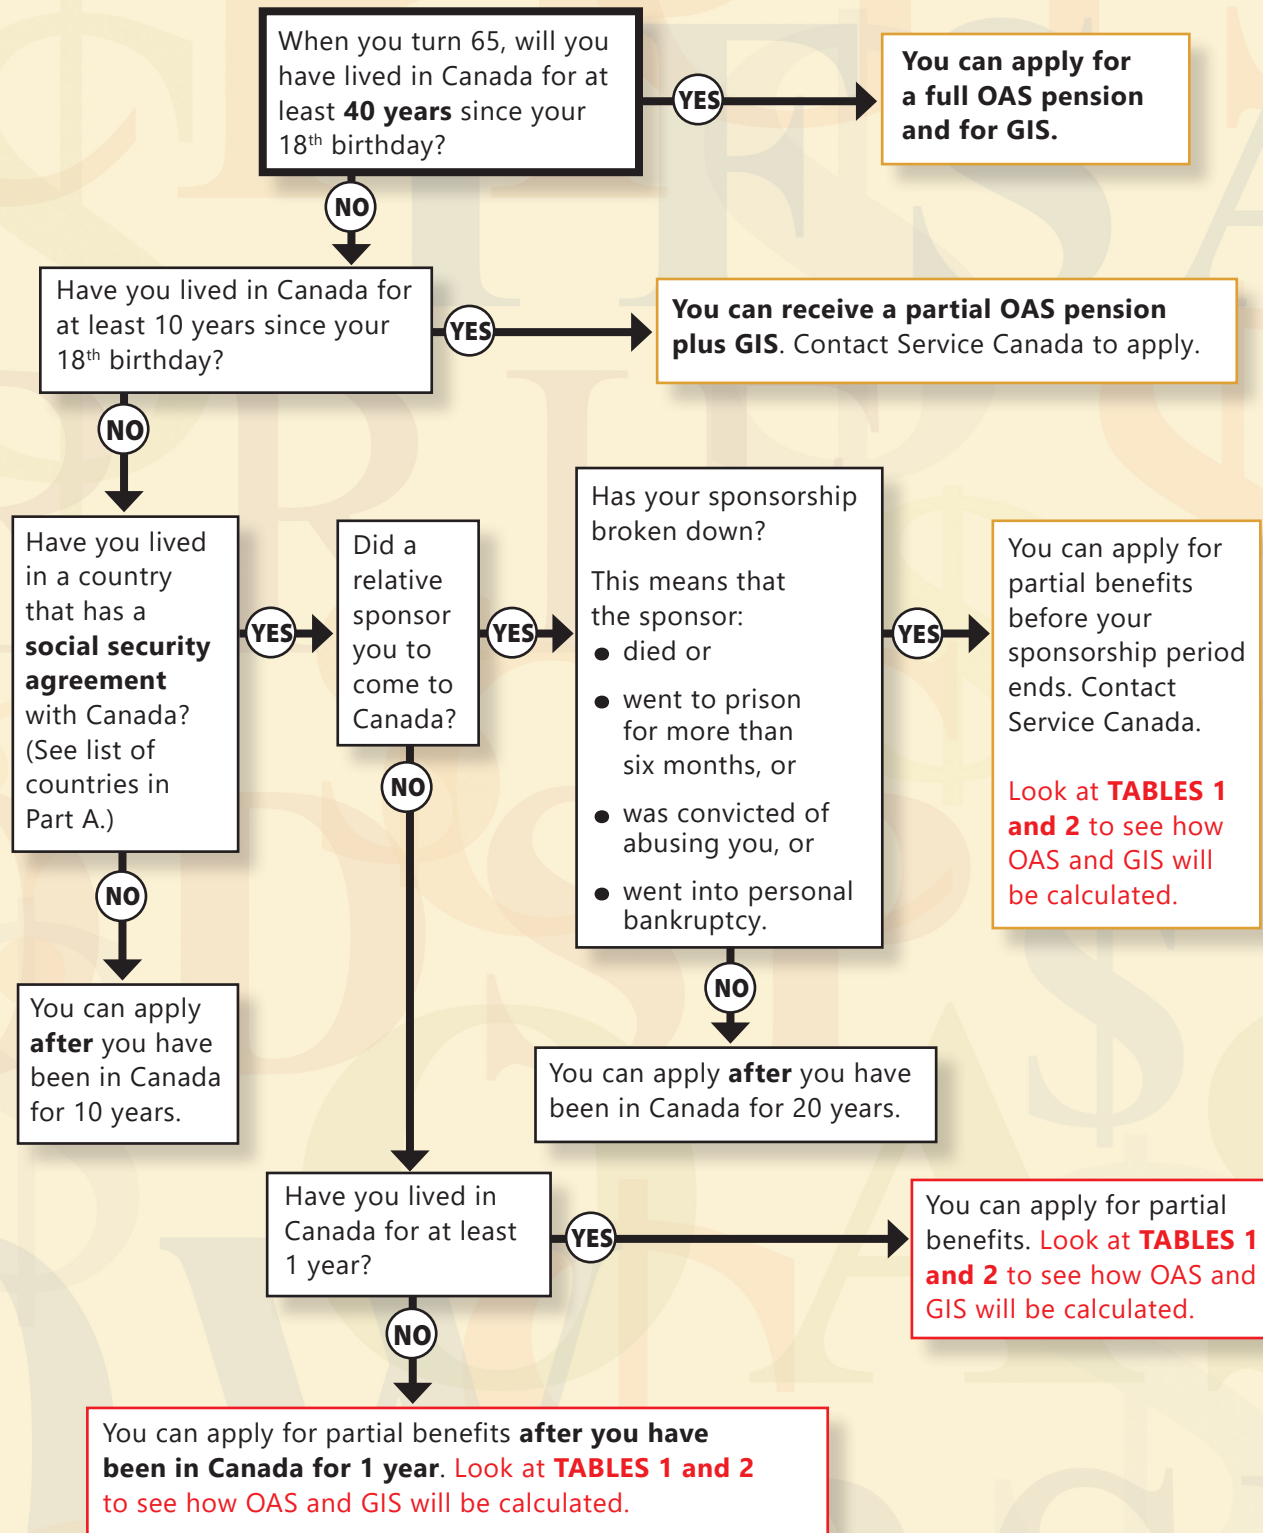 When you turn 65, will you
have lived in Canada for at
least 40 years since your
18th birthday?
YES
You can apply for
a full OAS pension
and for GIS.
NO
Have you lived in Canada for
at least 10 years since your
18th birthday?
YES
You can receive a partial OAS pension
plus GIS. Contact Service Canada to apply.
NO
Have you lived
in a country
that has a
social security
agreement
with Canada?
(See list of
countries in
Part A.)
YES
Did a
relative
sponsor
you to
come to
Canada?
YES
Has your sponsorship
broken down?
This means that
the sponsor:
● died or
● went to prison
for more than
six months, or
● was convicted of
abusing you, or
● went into personal
bankruptcy.
YES
You can apply for
partial benefits
before your
sponsorship period
ends. Contact
Service Canada.
Look at TABLES 1
and 2 to see how
OAS and GIS will
be calculated.
NO
NO
NO
You can apply
after you have
been in Canada
for 10 years.
You can apply after you have
been in Canada for 20 years.
Have you lived in
Canada for at least
1 year?
YES
You can apply for partial
benefits. Look at TABLES 1
and 2 to see how OAS and
GIS will be calculated.
NO
You can apply for partial benefits after you have
been in Canada for 1 year. Look at TABLES 1 and 2
to see how OAS and GIS will be calculated.